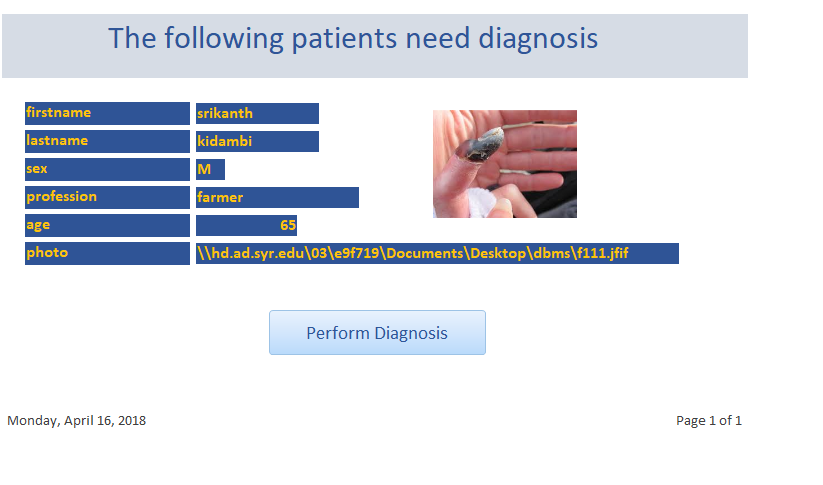 The following patients need diagnosis
firstname srikanth
lastname kidambi
sex M
profession farmer
age 65
photo \\hd.ad.syr.edu\03\e9f719\Documents\Desktop\dbms\f111.jfif
Perform Diagnosis
Monday, April 16, 2018 Page 1 of 1